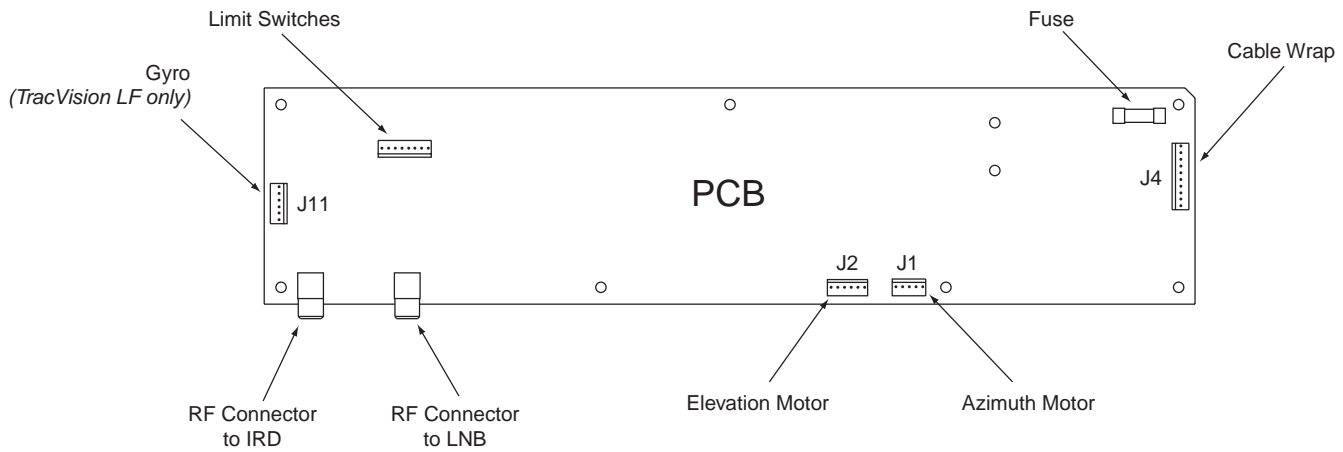 Limit Switches
Fuse
Cable Wrap
Gyro
(TracVision LF only)
J11
PCB
J4
J2
J1
RF Connector
to IRD
RF Connector
to LNB
Elevation Motor
Azimuth Motor